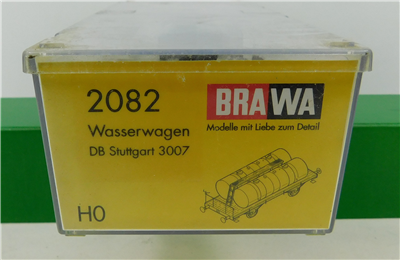 2082
Wasserwagen
DB Stuttgart 3007
H0
BRAWA
Modelle mit Liebe zum Detail